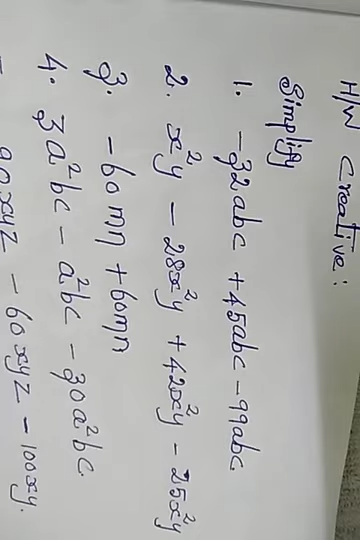 H/W creative:
Simplify
1. -32abc + 45abc - 99abc
2. x²y - 28x²y + 42x²y - 25x²y
3. -60mn + 60mn
4. 3a²bc - a²bc - 30a²bc
90xyz - 60xyz - 100xy.